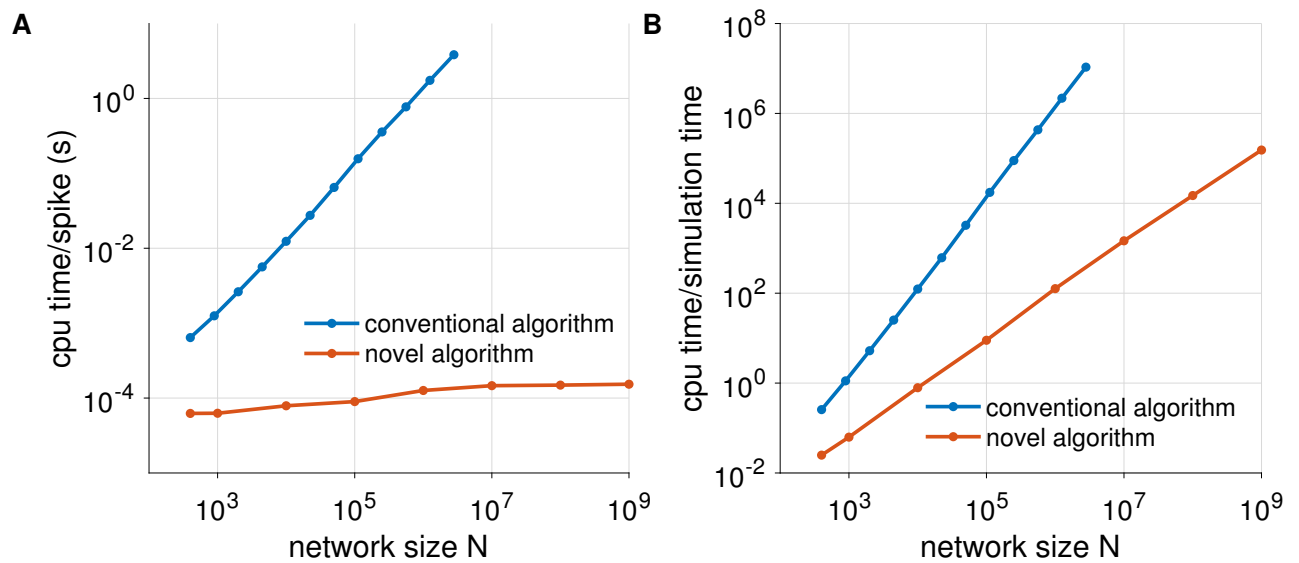 A
cpu time/spike (s)
10^0
10^-2
10^-4
conventional algorithm
novel algorithm
10^3
10^5
10^7
10^9
network size N
B
cpu time/simulation time
10^8
10^6
10^4
10^2
10^0
10^-2
conventional algorithm
novel algorithm
10^3
10^5
10^7
10^9
network size N